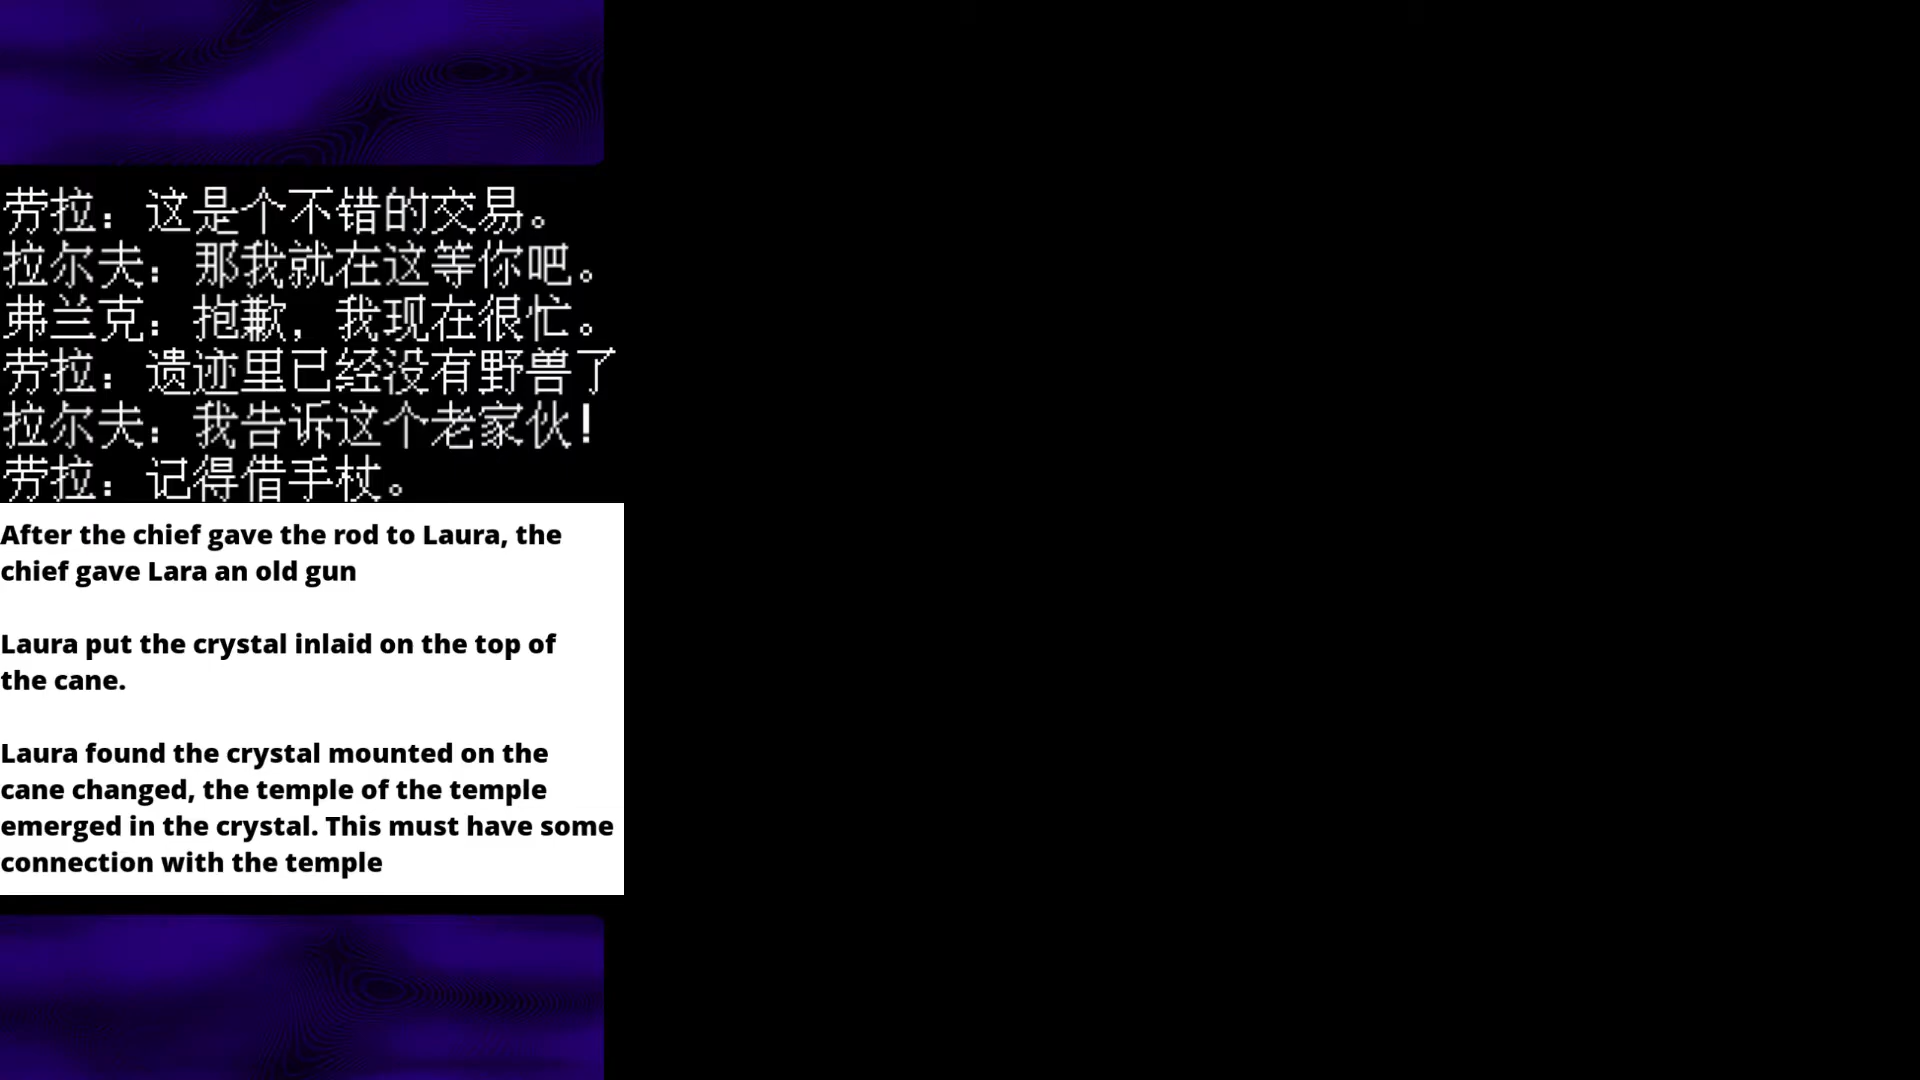 劳拉：这是个不错的交易。
拉尔夫：那我就在这等你吧。
弗兰克：抱歉，我现在很忙。
劳拉：遗迹里已经没有野兽了
拉尔夫：我告诉这个老家伙！
劳拉：记得借手杖。
After the chief gave the rod to Laura, the
chief gave Lara an old gun
Laura put the crystal inlaid on the top of
the cane.
Laura found the crystal mounted on the
cane changed, the temple of the temple
emerged in the crystal. This must have some
connection with the temple